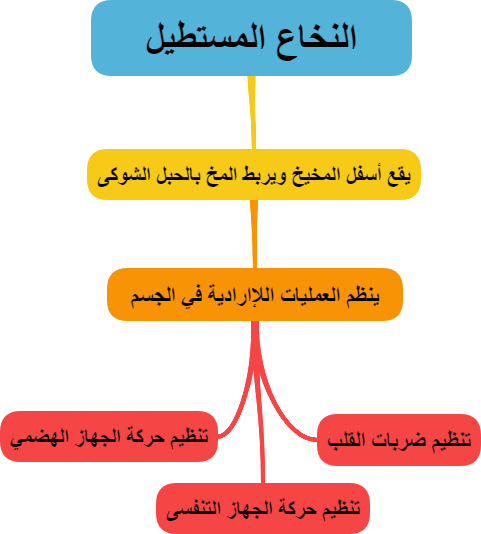 النخاع المستطيل
يقع أسفل المخيخ ويربط المخ بالحبل الشوكى
ينظم العمليات اللاإرادية في الجسم
تنظيم ضربات القلب
تنظيم حركة الجهاز الهضمي
تنظيم حركة الجهاز التنفسى